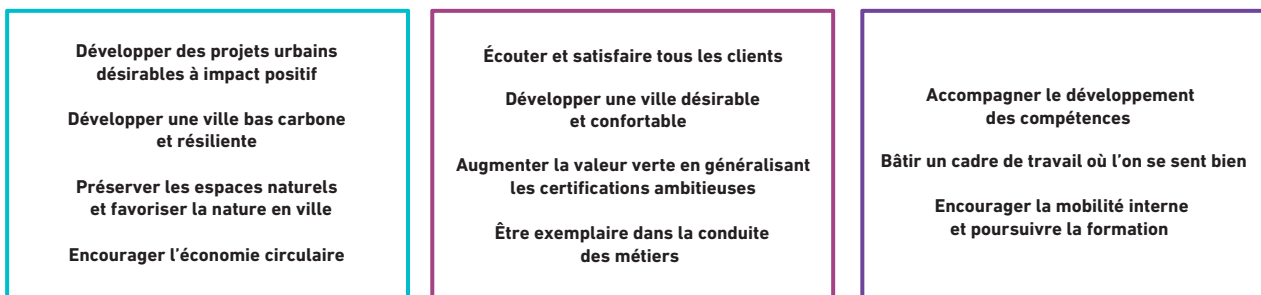 Développer des projets urbains
désirables à impact positif
Développer une ville bas carbone
et résiliente
Préserver les espaces naturels
et favoriser la nature en ville
Encourager l’économie circulaire
Écouter et satisfaire tous les clients
Développer une ville désirable
et confortable
Augmenter la valeur verte en généralisant
les certifications ambitieuses
Être exemplaire dans la conduite
des métiers
Accompagner le développement
des compétences
Bâtir un cadre de travail où l’on se sent bien
Encourager la mobilité interne
et poursuivre la formation